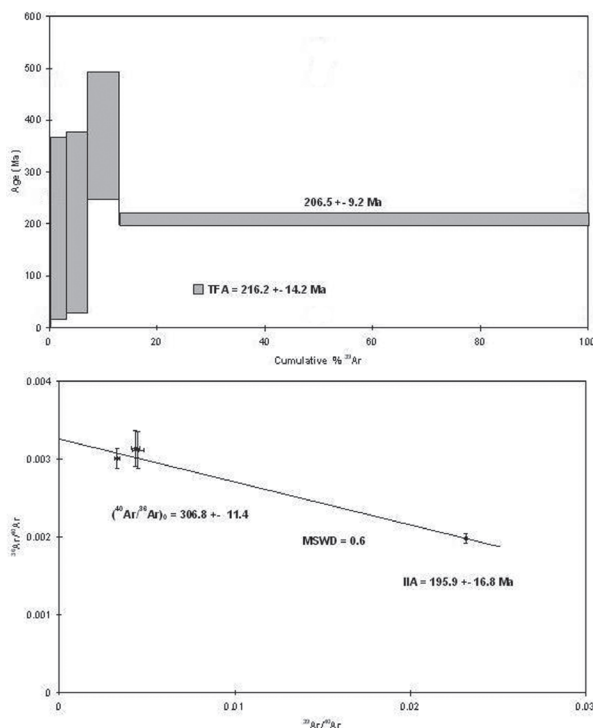 600
500
400
300
200
100
0
Age (Ma)
206.5 +- 9.2 Ma
TFA = 216.2 +- 14.2 Ma
0 20 40 60 80 100
Cumulative % ³⁹Ar
0.004
0.003
0.002
0.001
0
³⁶Ar/⁴⁰Ar
(⁴⁰Ar/³⁶Ar)₀ = 306.8 +- 11.4
MSWD = 0.6
IIA = 195.9 +- 16.8 Ma
0 0.01 0.02 0.03
³⁹Ar/⁴⁰Ar